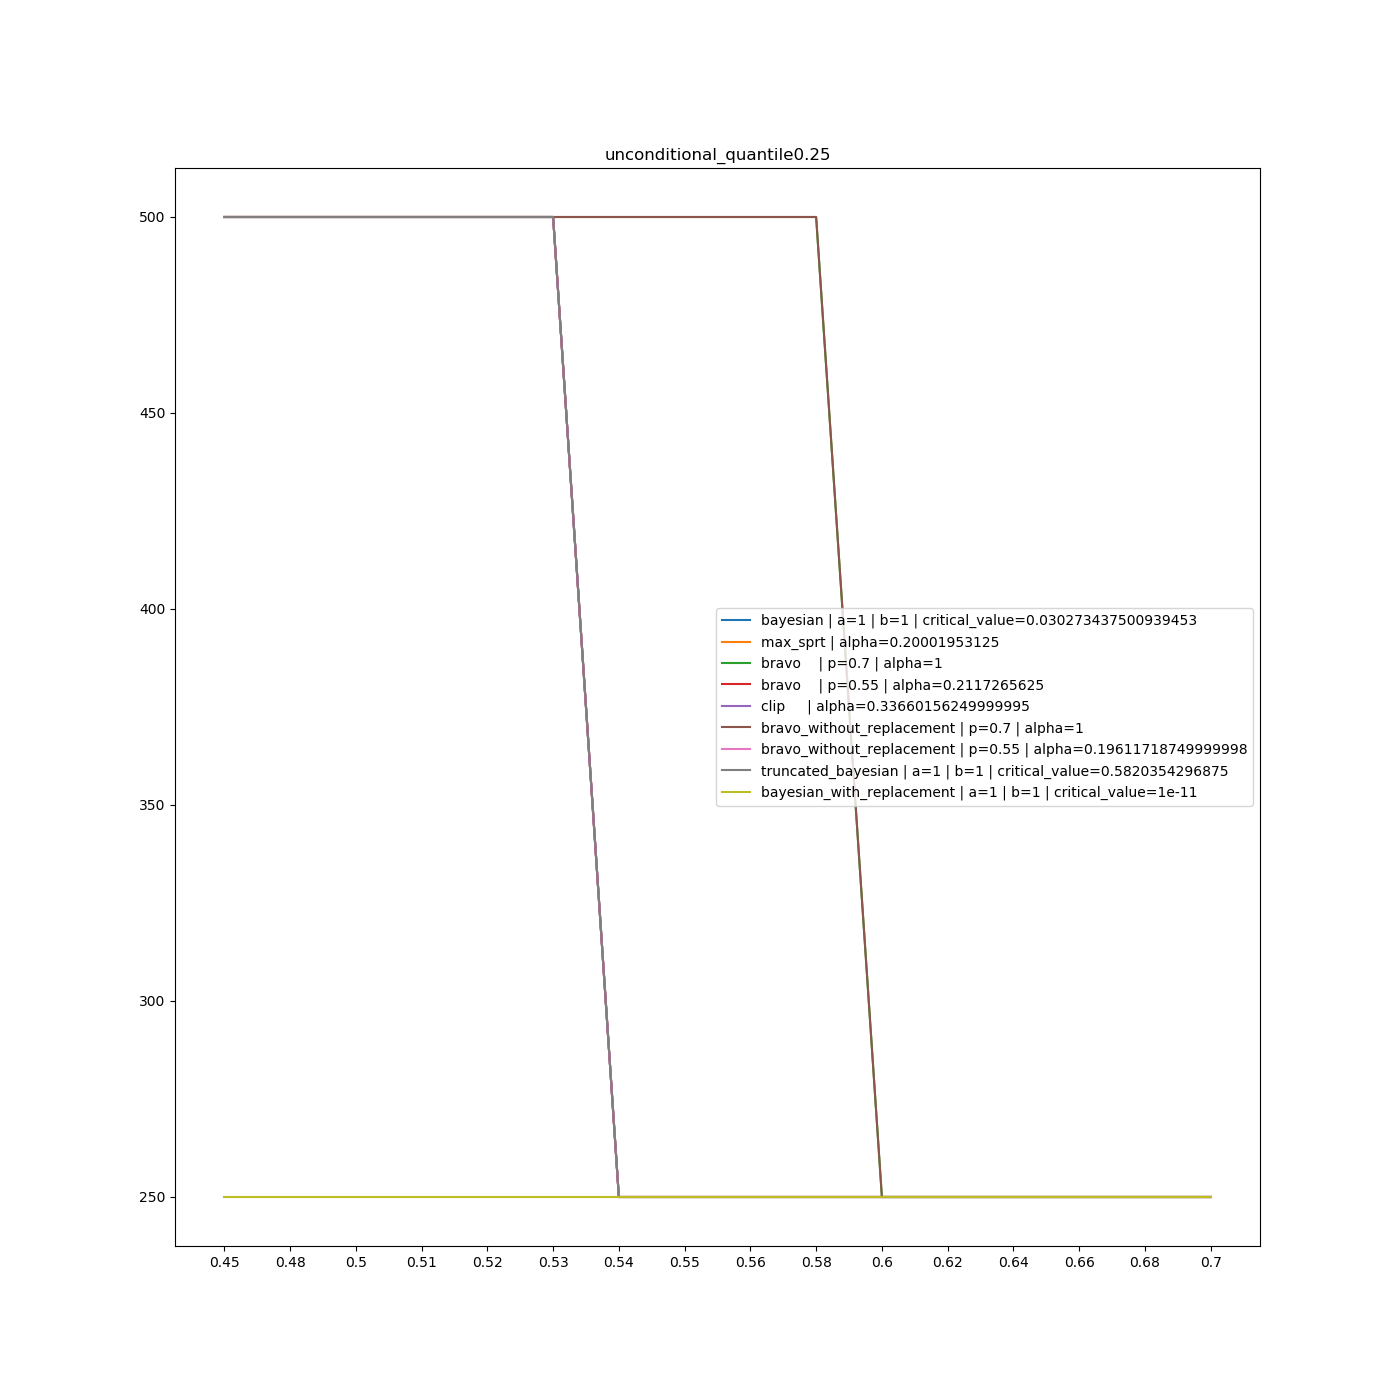 unconditional_quantile0.25
500
450
400
350
300
250
bayesian | a=1 | b=1 | critical_value=0.030273437500939453
max_sprt | alpha=0.20001953125
bravo    | p=0.7 | alpha=1
bravo    | p=0.55 | alpha=0.2117265625
clip     | alpha=0.33660156249999995
bravo_without_replacement | p=0.7 | alpha=1
bravo_without_replacement | p=0.55 | alpha=0.19611718749999998
truncated_bayesian | a=1 | b=1 | critical_value=0.5820354296875
bayesian_with_replacement | a=1 | b=1 | critical_value=1e-11
0.45 0.48 0.5 0.51 0.52 0.53 0.54 0.55 0.56 0.58 0.6 0.62 0.64 0.66 0.68 0.7